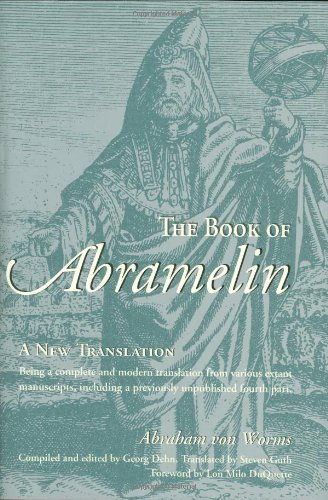 THE BOOK OF
Abramelin
A NEW TRANSLATION
Being a complete and modern translation from various extant
manuscripts, including a previously unpublished fourth part.
Abraham von Worms
Compiled and edited by Georg Dehn. Translated by Steven Guth
Foreword by Lon Milo DuQuette